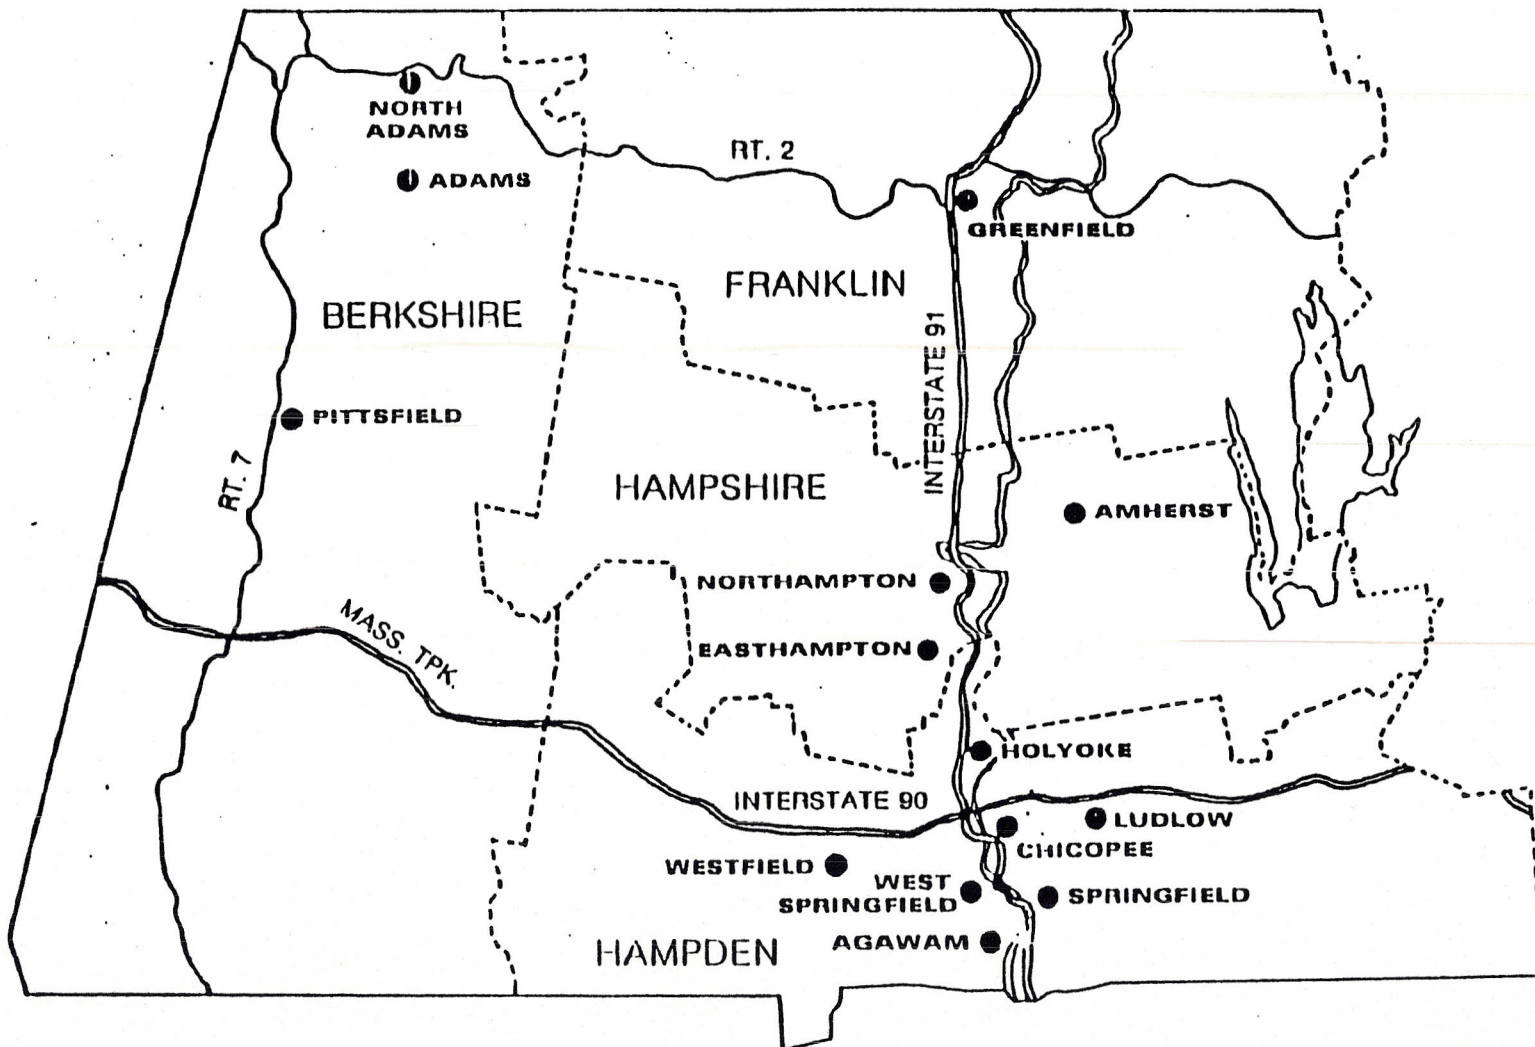 NORTH
ADAMS
RT. 2
ADAMS
GREENFIELD
FRANKLIN
BERKSHIRE
INTERSTATE 91
PITTSFIELD
RT. 7
HAMPSHIRE
AMHERST
NORTHAMPTON
MASS. TPK.
EASTHAMPTON
HOLYOKE
INTERSTATE 90
LUDLOW
CHICOPEE
WESTFIELD
WEST
SPRINGFIELD
SPRINGFIELD
AGAWAM
HAMPDEN